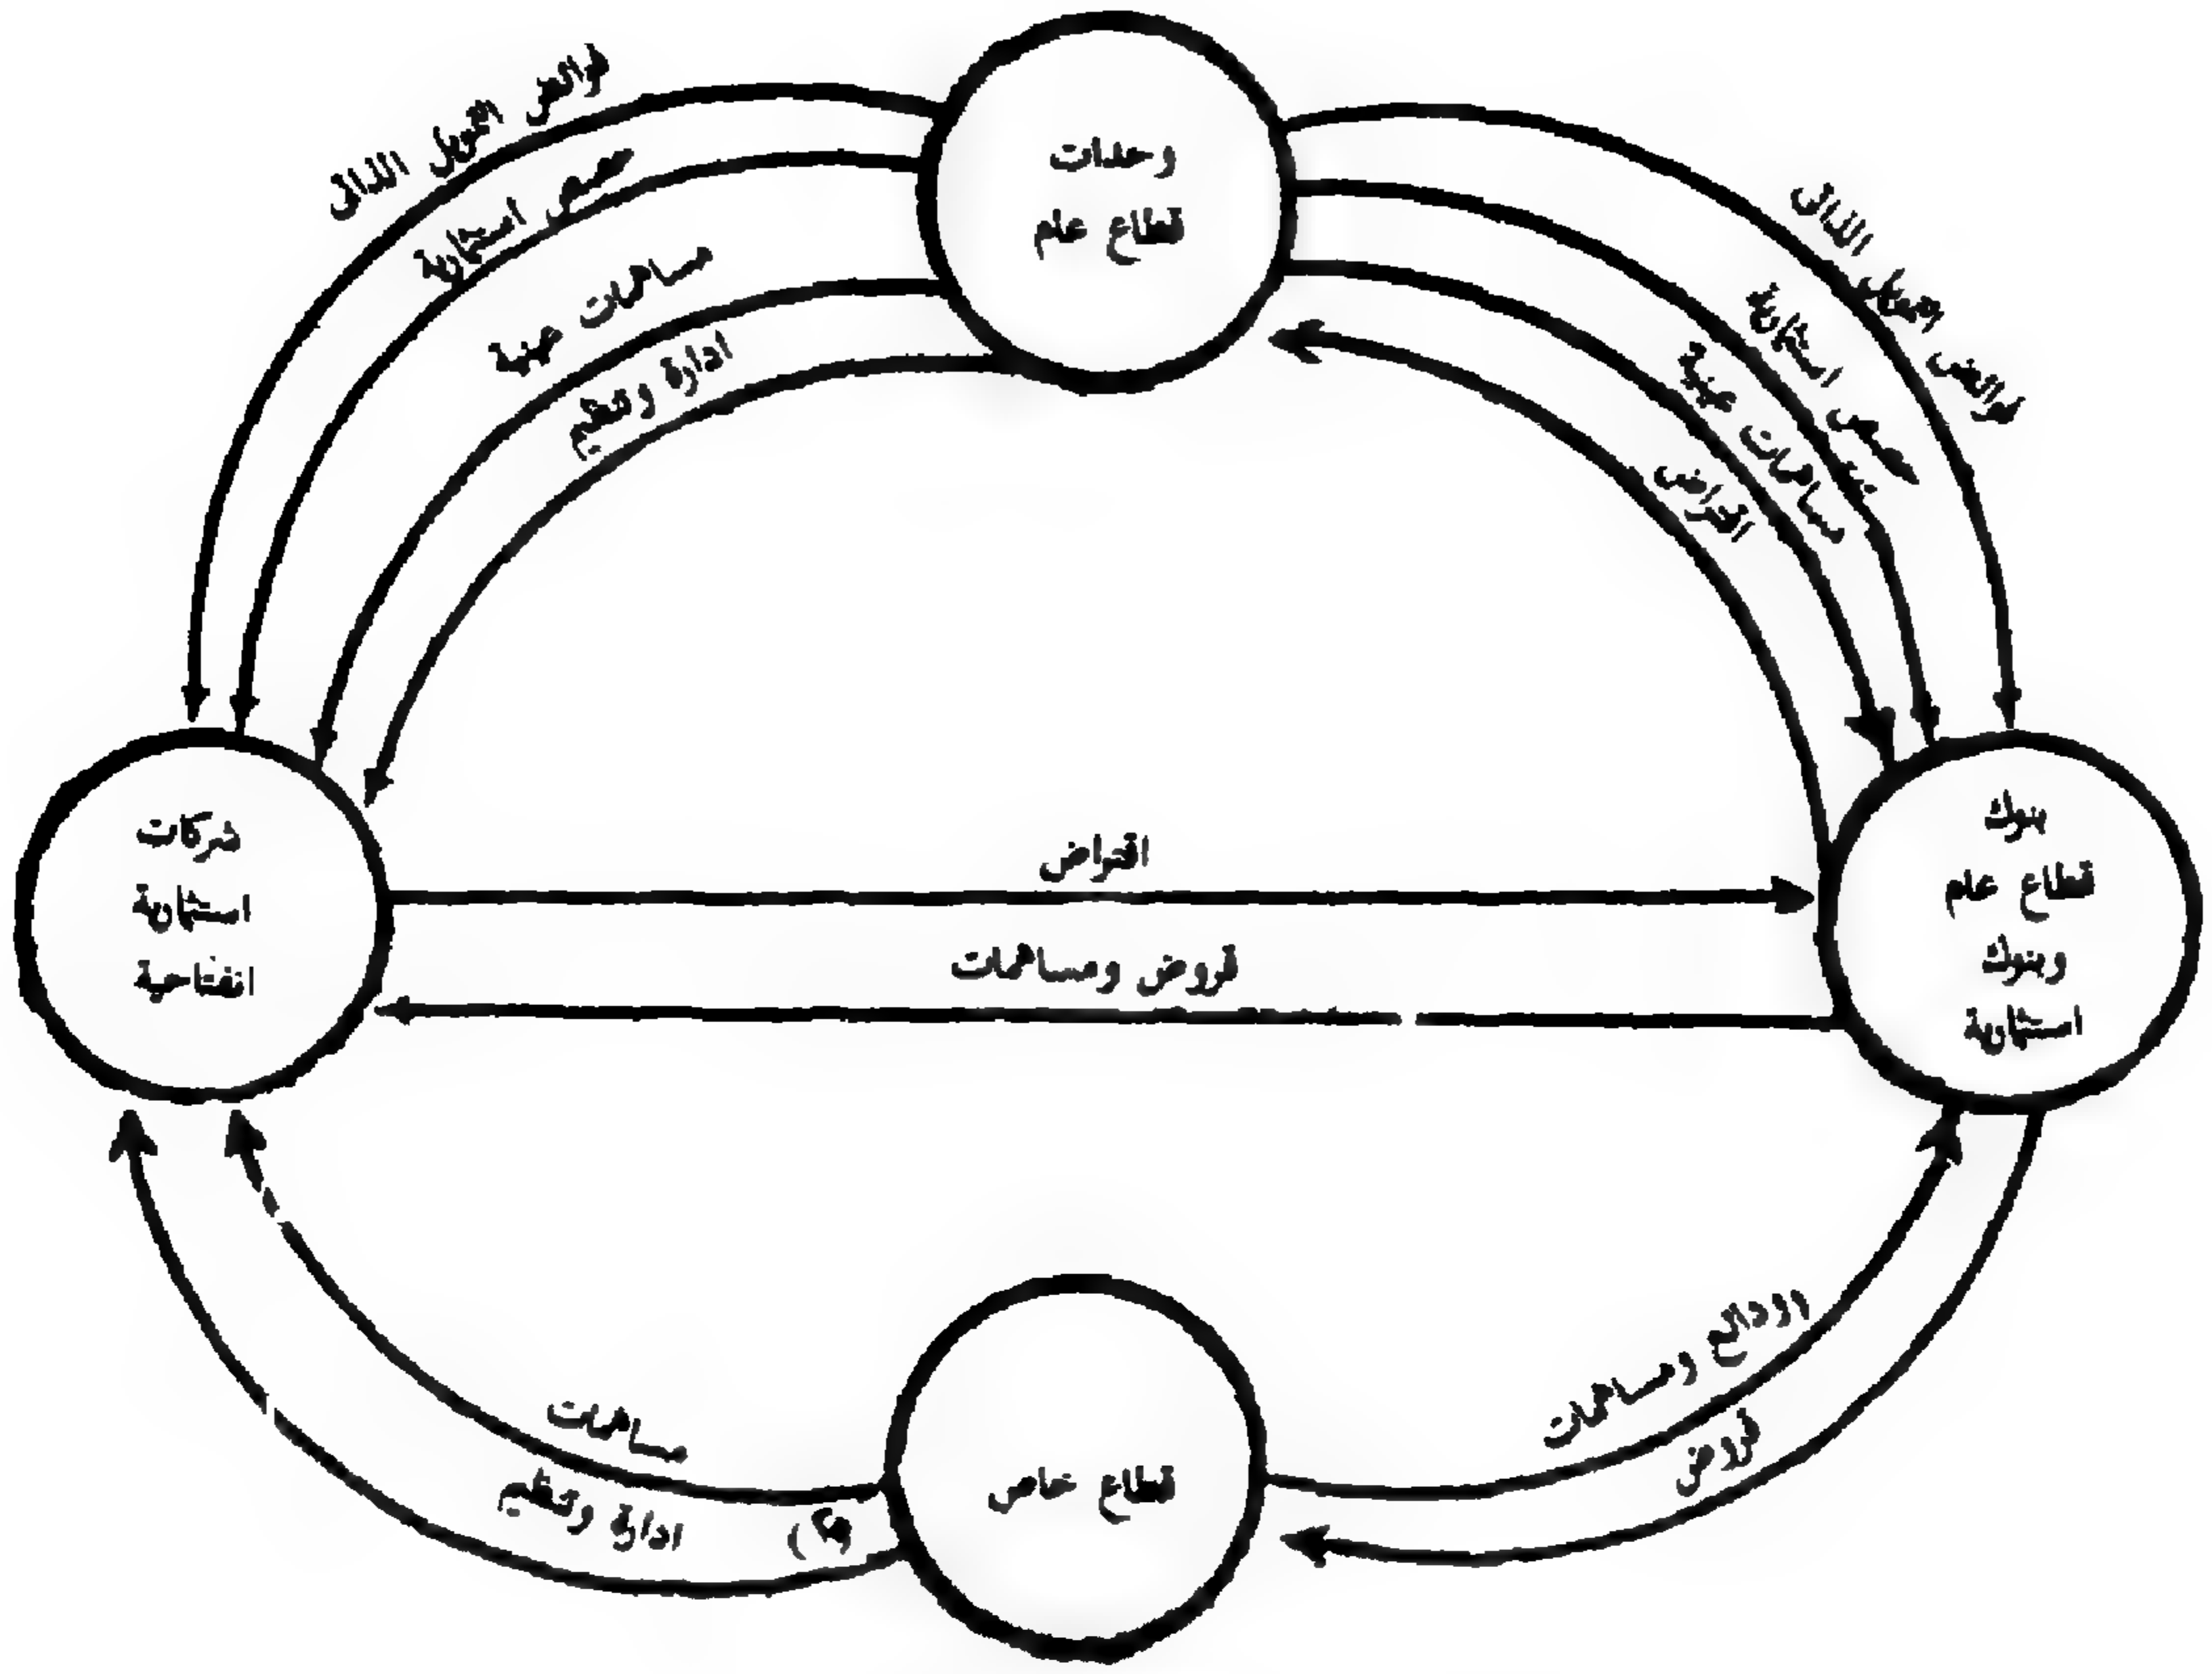 وحدات
قطاع عام
فوائض التمويل الذاتي
حصص استثمارية
مساهمات عينية
ادارة وتنظيم
فوائض التمويل الذاتي
حصص استثمارية
مساهمات عينية
اقتراض
شركات
استثمارية
انفتاحية
اقتراض
قروض ومساهمات
بنوك
قطاع عام
وبنوك
استثمارية
مساهمات
ادارة وتنظيم
قطاع خاص
ومساهمات
قروض